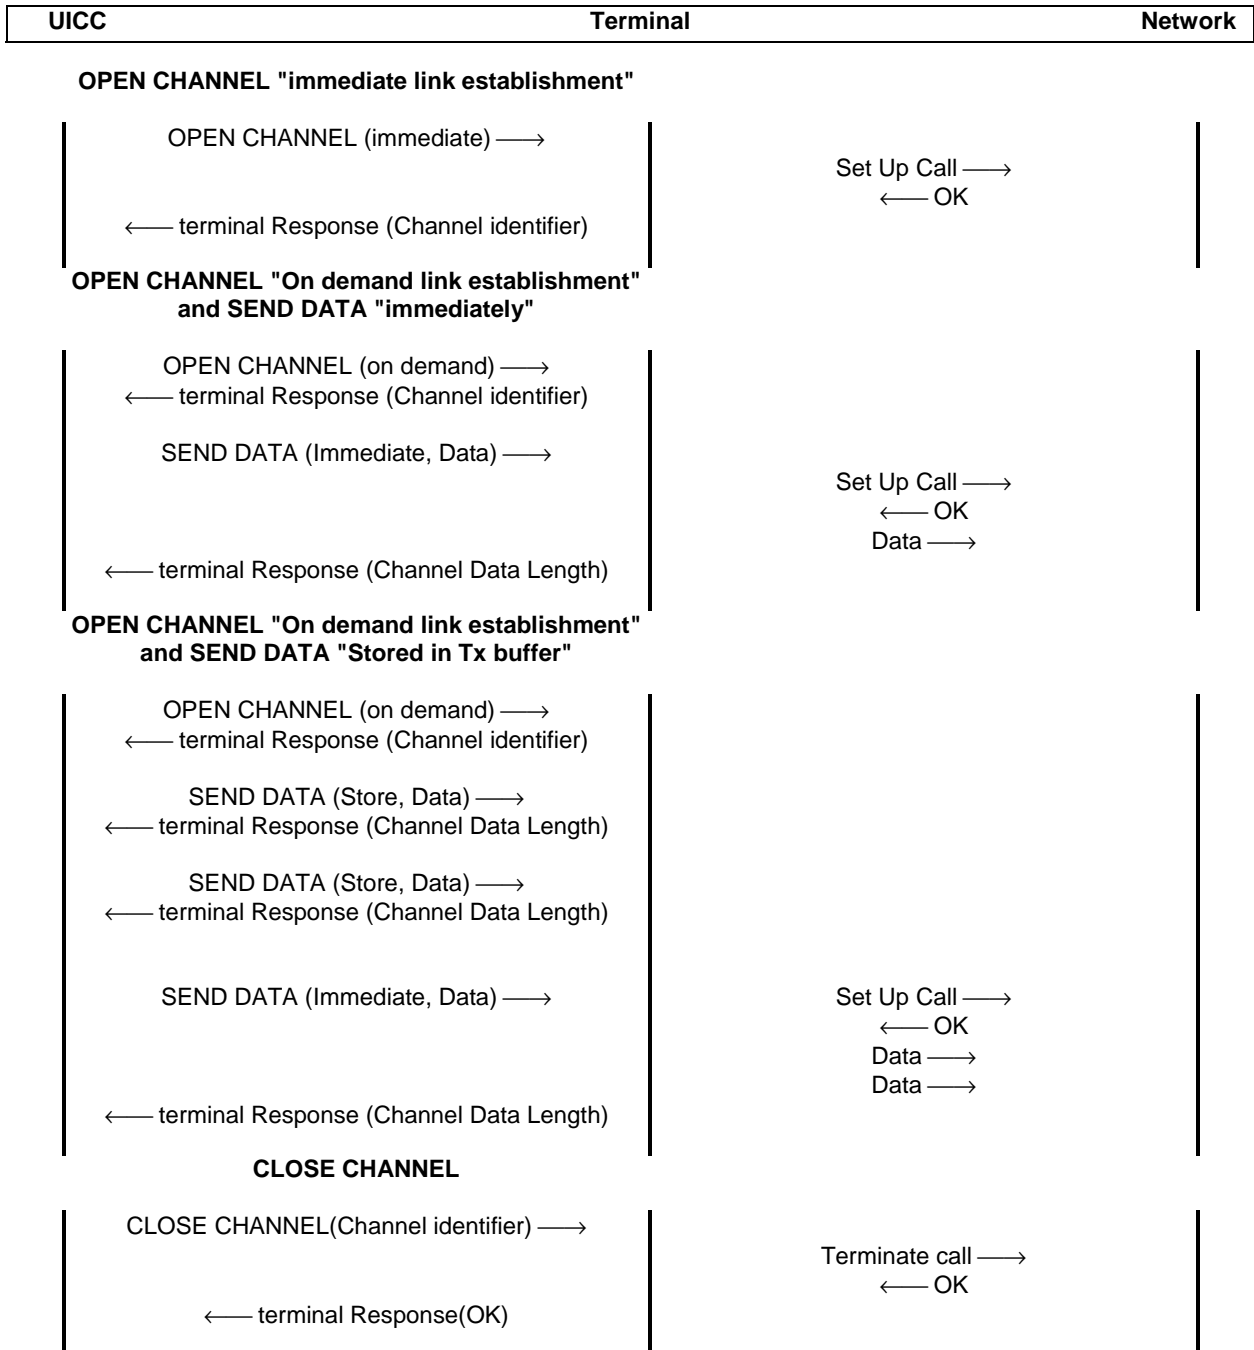 UICC Terminal Network
OPEN CHANNEL "immediate link establishment"
OPEN CHANNEL (immediate) ⟶
Set Up Call ⟶
⟵ OK
⟵ terminal Response (Channel identifier)
OPEN CHANNEL "On demand link establishment"
and SEND DATA "immediately"
OPEN CHANNEL (on demand) ⟶
⟵ terminal Response (Channel identifier)
SEND DATA (Immediate, Data) ⟶
Set Up Call ⟶
⟵ OK
Data ⟶
⟵ terminal Response (Channel Data Length)
OPEN CHANNEL "On demand link establishment"
and SEND DATA "Stored in Tx buffer"
OPEN CHANNEL (on demand) ⟶
⟵ terminal Response (Channel identifier)
SEND DATA (Store, Data) ⟶
⟵ terminal Response (Channel Data Length)
SEND DATA (Store, Data) ⟶
⟵ terminal Response (Channel Data Length)
SEND DATA (Immediate, Data) ⟶ Set Up Call ⟶
⟵ OK
Data ⟶
Data ⟶
⟵ terminal Response (Channel Data Length)
CLOSE CHANNEL
CLOSE CHANNEL(Channel identifier) ⟶
Terminate call ⟶
⟵ OK
⟵ terminal Response(OK)